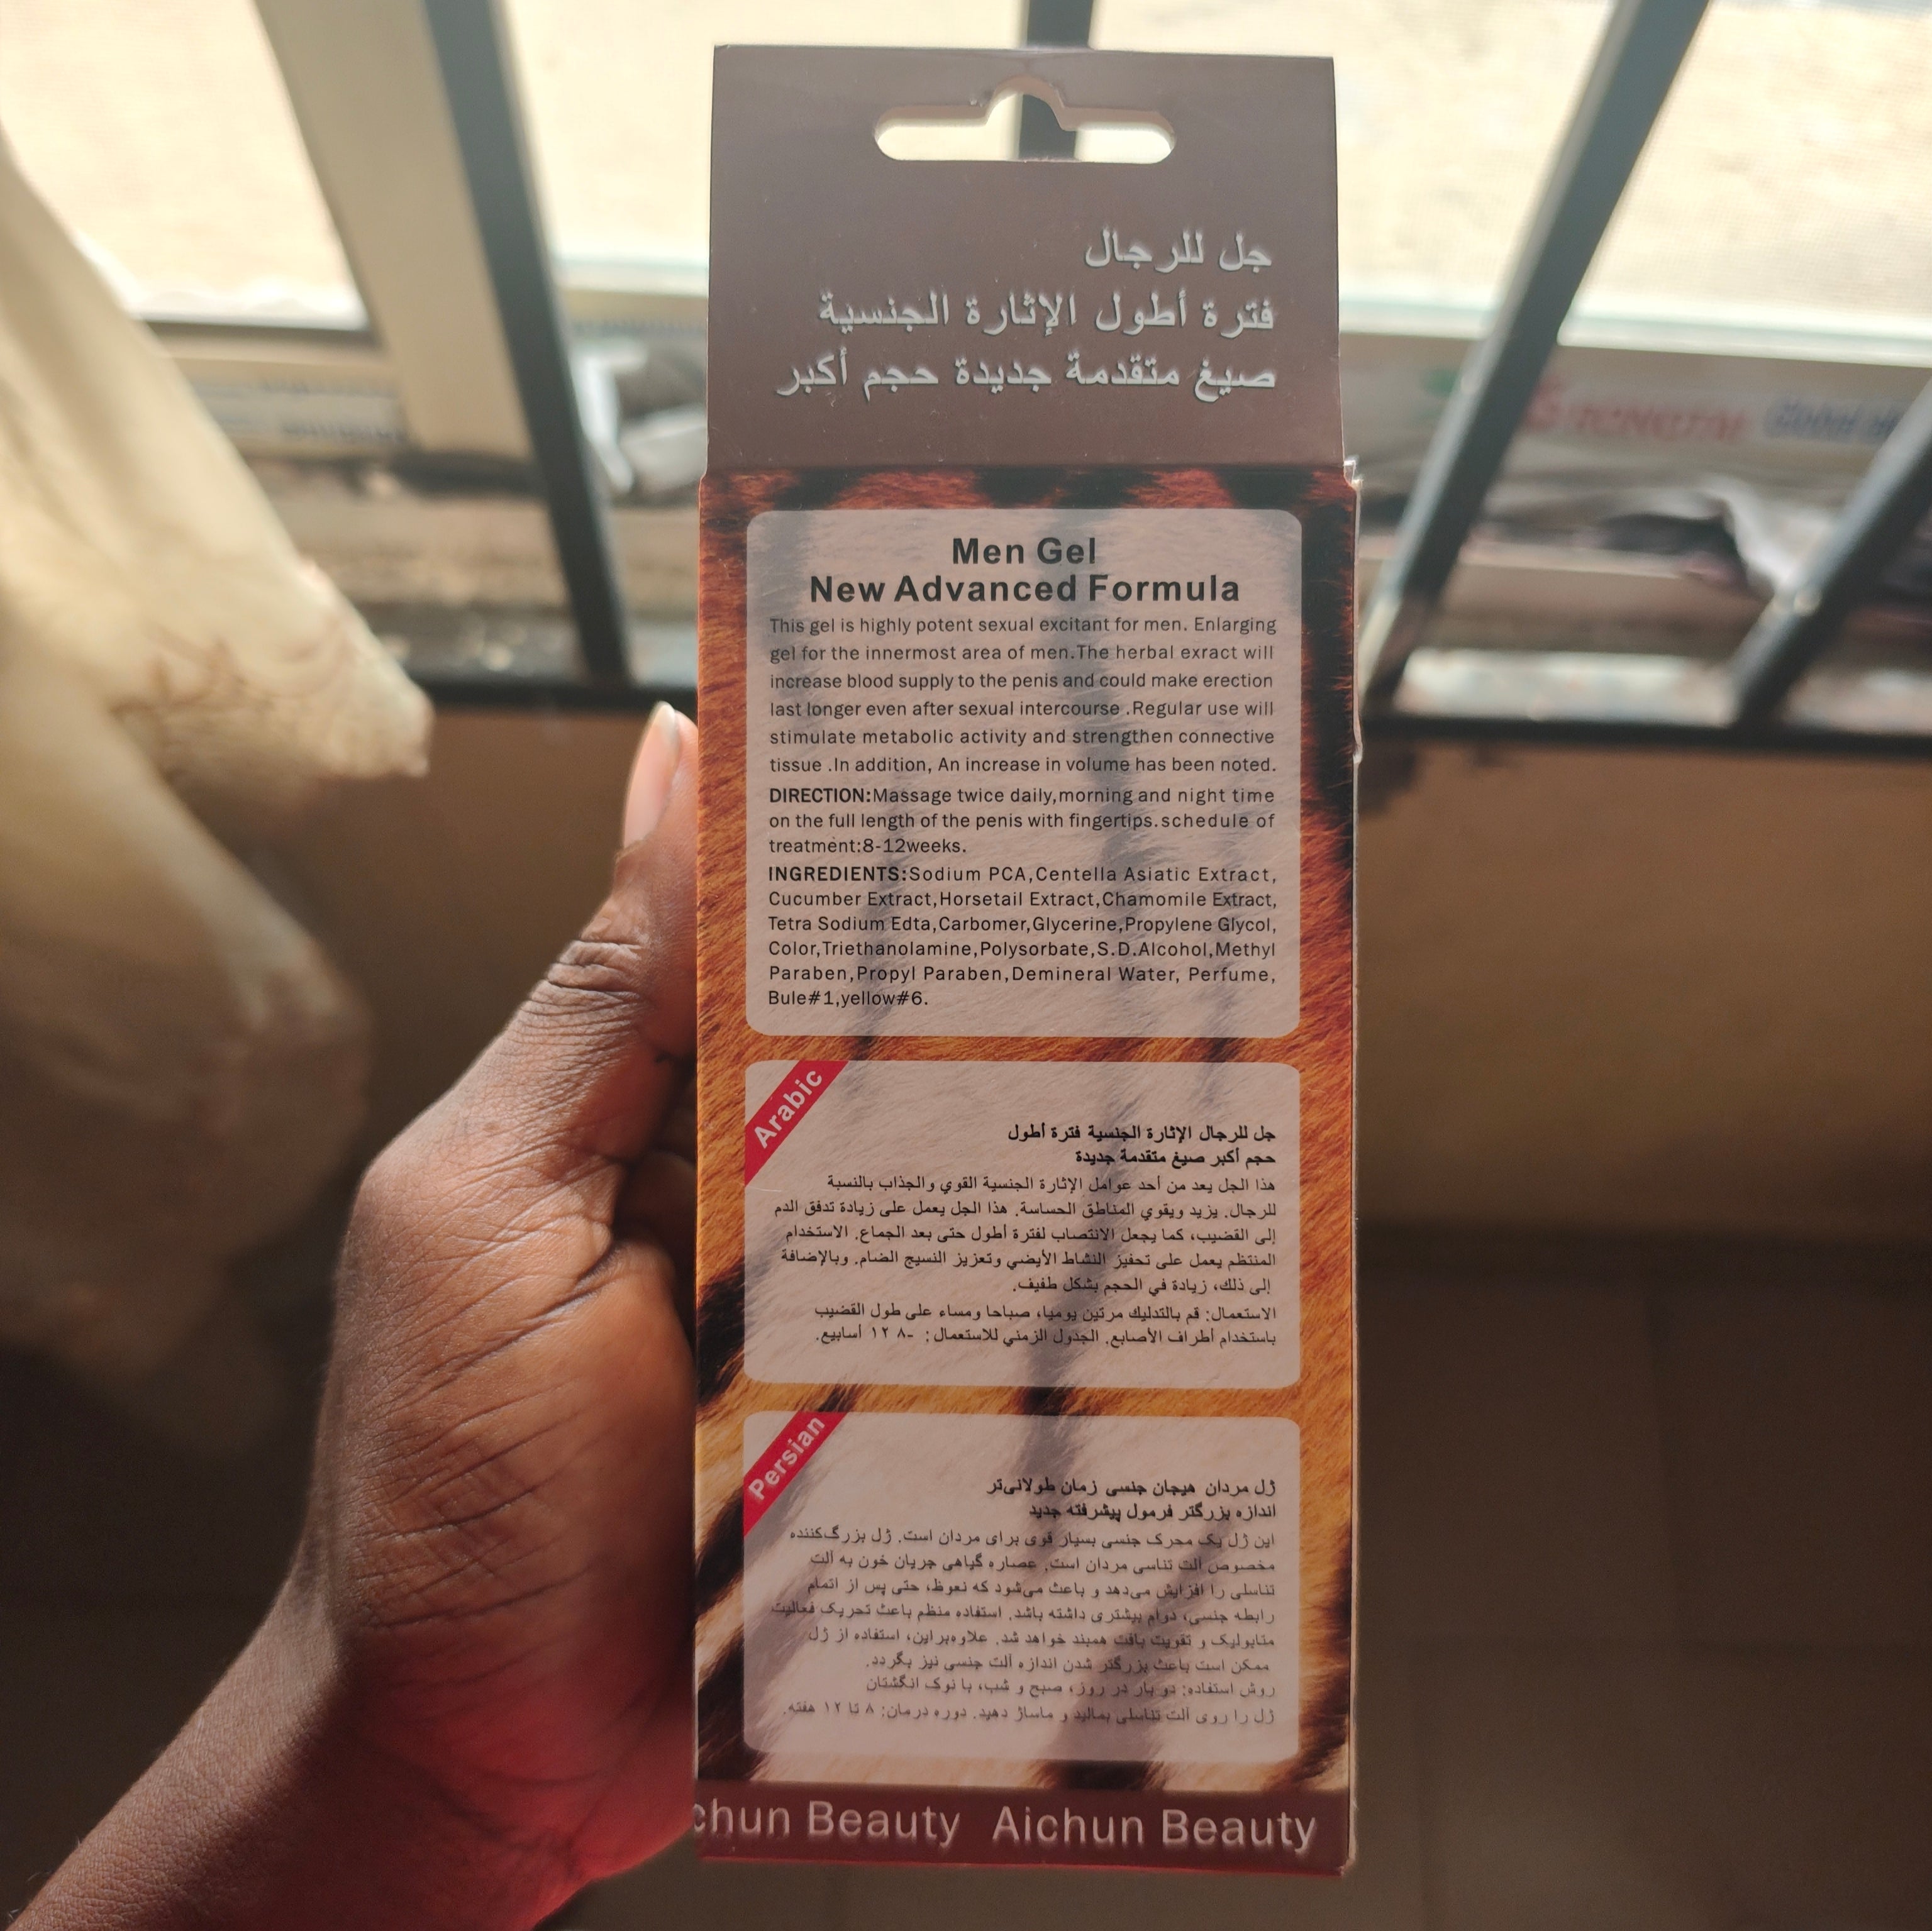 جل للرجال
فترة أطول الإثارة الجنسية
صيغ متقدمة جديدة حجم أكبر
Men Gel
New Advanced Formula
This gel is highly potent sexual excitant for men. Enlarging
gel for the innermost area of men.The herbal exract will
increase blood supply to the penis and could make erection
last longer even after sexual intercourse .Regular use will
stimulate metabolic activity and strengthen connective
tissue .In addition, An increase in volume has been noted.
DIRECTION:Massage twice daily,morning and night time
on the full length of the penis with fingertips.schedule of
treatment:8-12weeks.
INGREDIENTS:Sodium PCA,Centella Asiatic Extract,
Cucumber Extract,Horsetail Extract,Chamomile Extract,
Tetra Sodium Edta,Carbomer,Glycerine,Propylene Glycol,
Color,Triethanolamine,Polysorbate,S.D.Alcohol,Methyl
Paraben,Propyl Paraben,Demineral Water, Perfume,
Bule#1,yellow#6.
Arabic
جل للرجال الإثارة الجنسية فترة أطول
حجم أكبر صيغ متقدمة جديدة
هذا الجل يعد من أحد عوامل الإثارة الجنسية القوي والجذاب بالنسبة
للرجال. يزيد ويقوي المناطق الحساسة. هذا الجل يعمل على زيادة تدفق الدم
إلى القضيب، كما يجعل الانتصاب لفترة أطول حتى بعد الجماع. الاستخدام
المنتظم يعمل على تحفيز النشاط الأيضي وتعزيز النسيج الضام. وبالإضافة
إلى ذلك، زيادة في الحجم بشكل طفيف.
الاستعمال: قم بالتدليك مرتين يوميا، صباحا ومساء على طول القضيب
باستخدام أطراف الأصابع. الجدول الزمني للاستعمال: -٨ ١٢ أسابيع.
Persian
ژل مردان هیجان جنسی زمان طولانی‌تر
اندازه بزرگتر فرمول پیشرفته جدید
این ژل یک محرک جنسی بسیار قوی برای مردان است. ژل بزرگ‌کننده
مخصوص آلت تناسی مردان است. عصاره گیاهی جریان خون به آلت
تناسلی را افزایش می‌دهد و باعث می‌شود که نعوظ، حتی پس از اتمام
رابطه جنسی، دوام بیشتری داشته باشد. استفاده منظم باعث تحریک فعالیت
متابولیک و تقویت بافت همبند خواهد شد. علاوه‌براین، استفاده از ژل
ممکن است باعث بزرگتر شدن اندازه آلت جنسی نیز بگردد.
روش استفاده: دو بار در روز، صبح و شب، با نوک انگشتان
ژل را روی آلت تناسلی بمالید و ماساژ دهید. دوره درمان: ۸ تا ۱۲ هفته.
chun Beauty Aichun Beauty